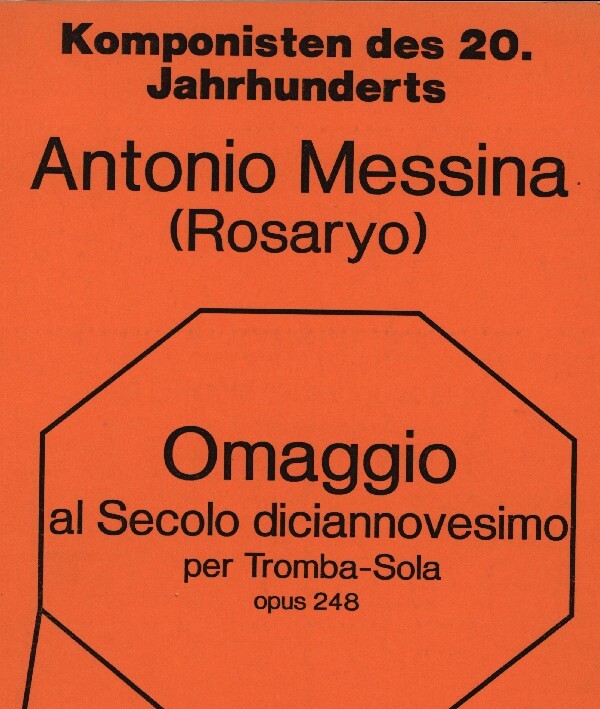 Komponisten des 20.
Jahrhunderts
Antonio Messina
(Rosaryo)
Omaggio
al Secolo diciannovesimo
per Tromba-Sola
opus 248